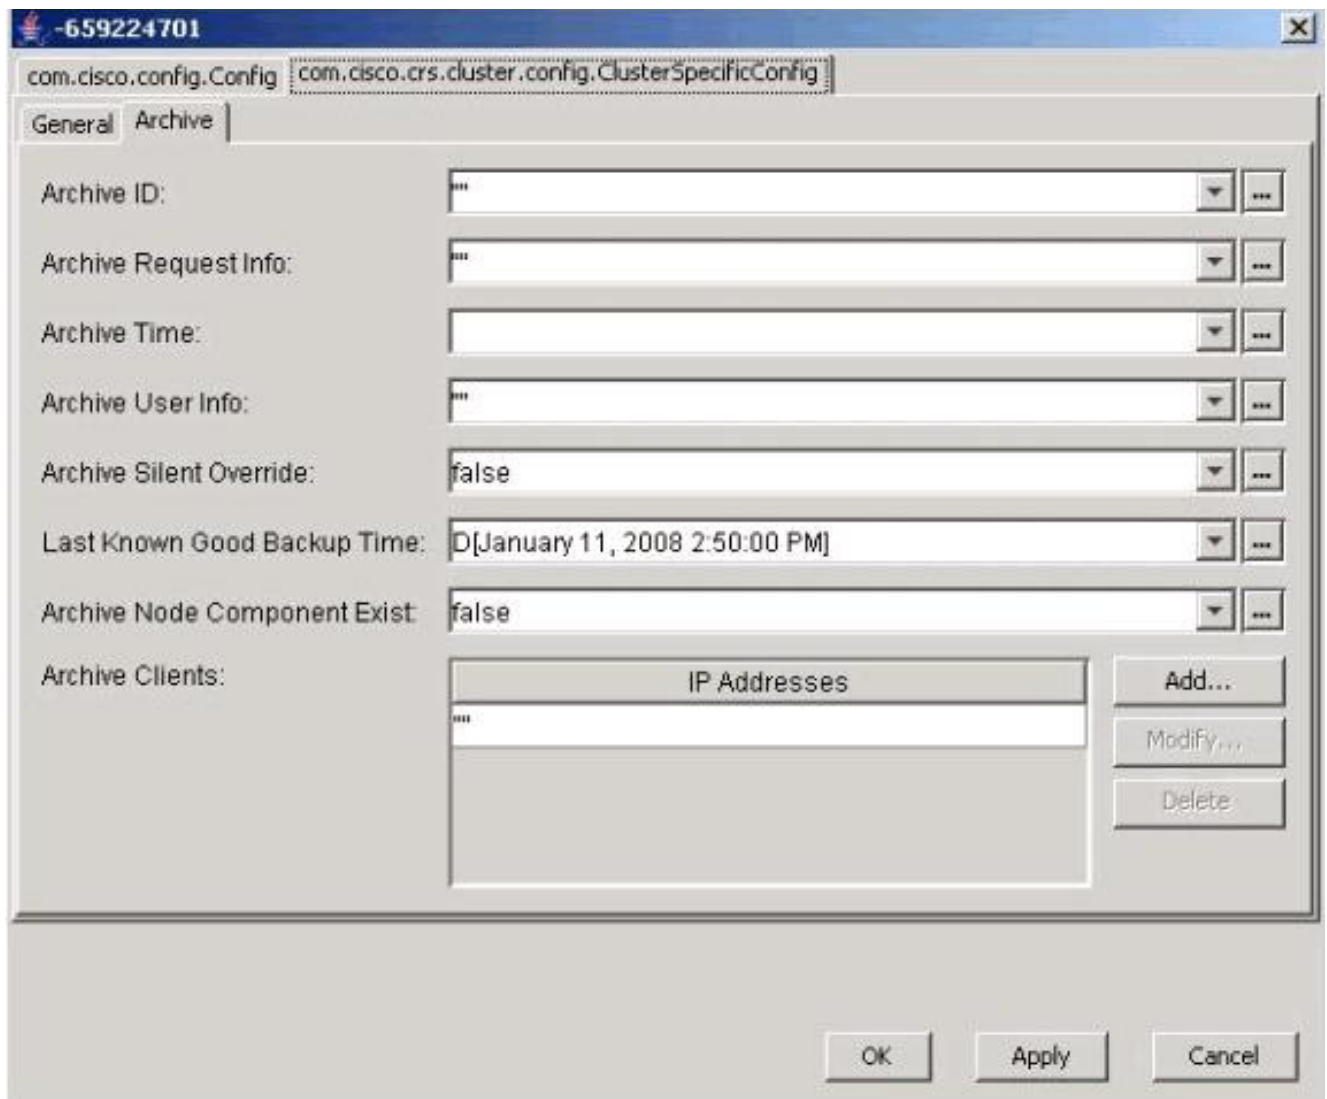 -659224701
com.cisco.config.Config com.cisco.crs.cluster.config.ClusterSpecificConfig
General Archive
Archive ID: ""
Archive Request Info: ""
Archive Time:
Archive User Info: ""
Archive Silent Override: false
Last Known Good Backup Time: D[January 11, 2008 2:50:00 PM]
Archive Node Component Exist: false
Archive Clients: IP Addresses Add...
""
Modify...
Delete
OK Apply Cancel